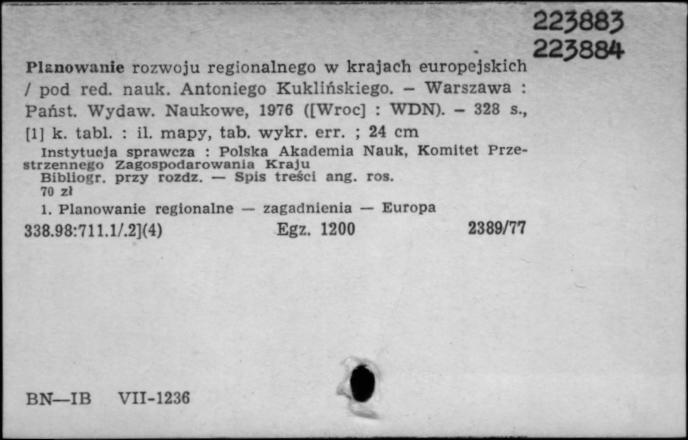 223883
223884
Planowanie rozwoju regionalnego w krajach europejskich
/ pod red. nauk. Antoniego Kuklińskiego. — Warszawa :
Państ. Wydaw. Naukowe, 1976 ([Wroc] : WDN). — 328 s.,
[1] k. tabl. : il. mapy, tab. wykr. err. ; 24 cm
Instytucja sprawcza : Polska Akademia Nauk, Komitet Prze-
strzennego Zagospodarowania Kraju
Bibliogr. przy rozdz. — Spis treści ang. ros.
70 zł
1. Planowanie regionalne — zagadnienia — Europa
338.98:711.1/.2](4) Egz. 1200 2389/77
BN—IB VII-1236